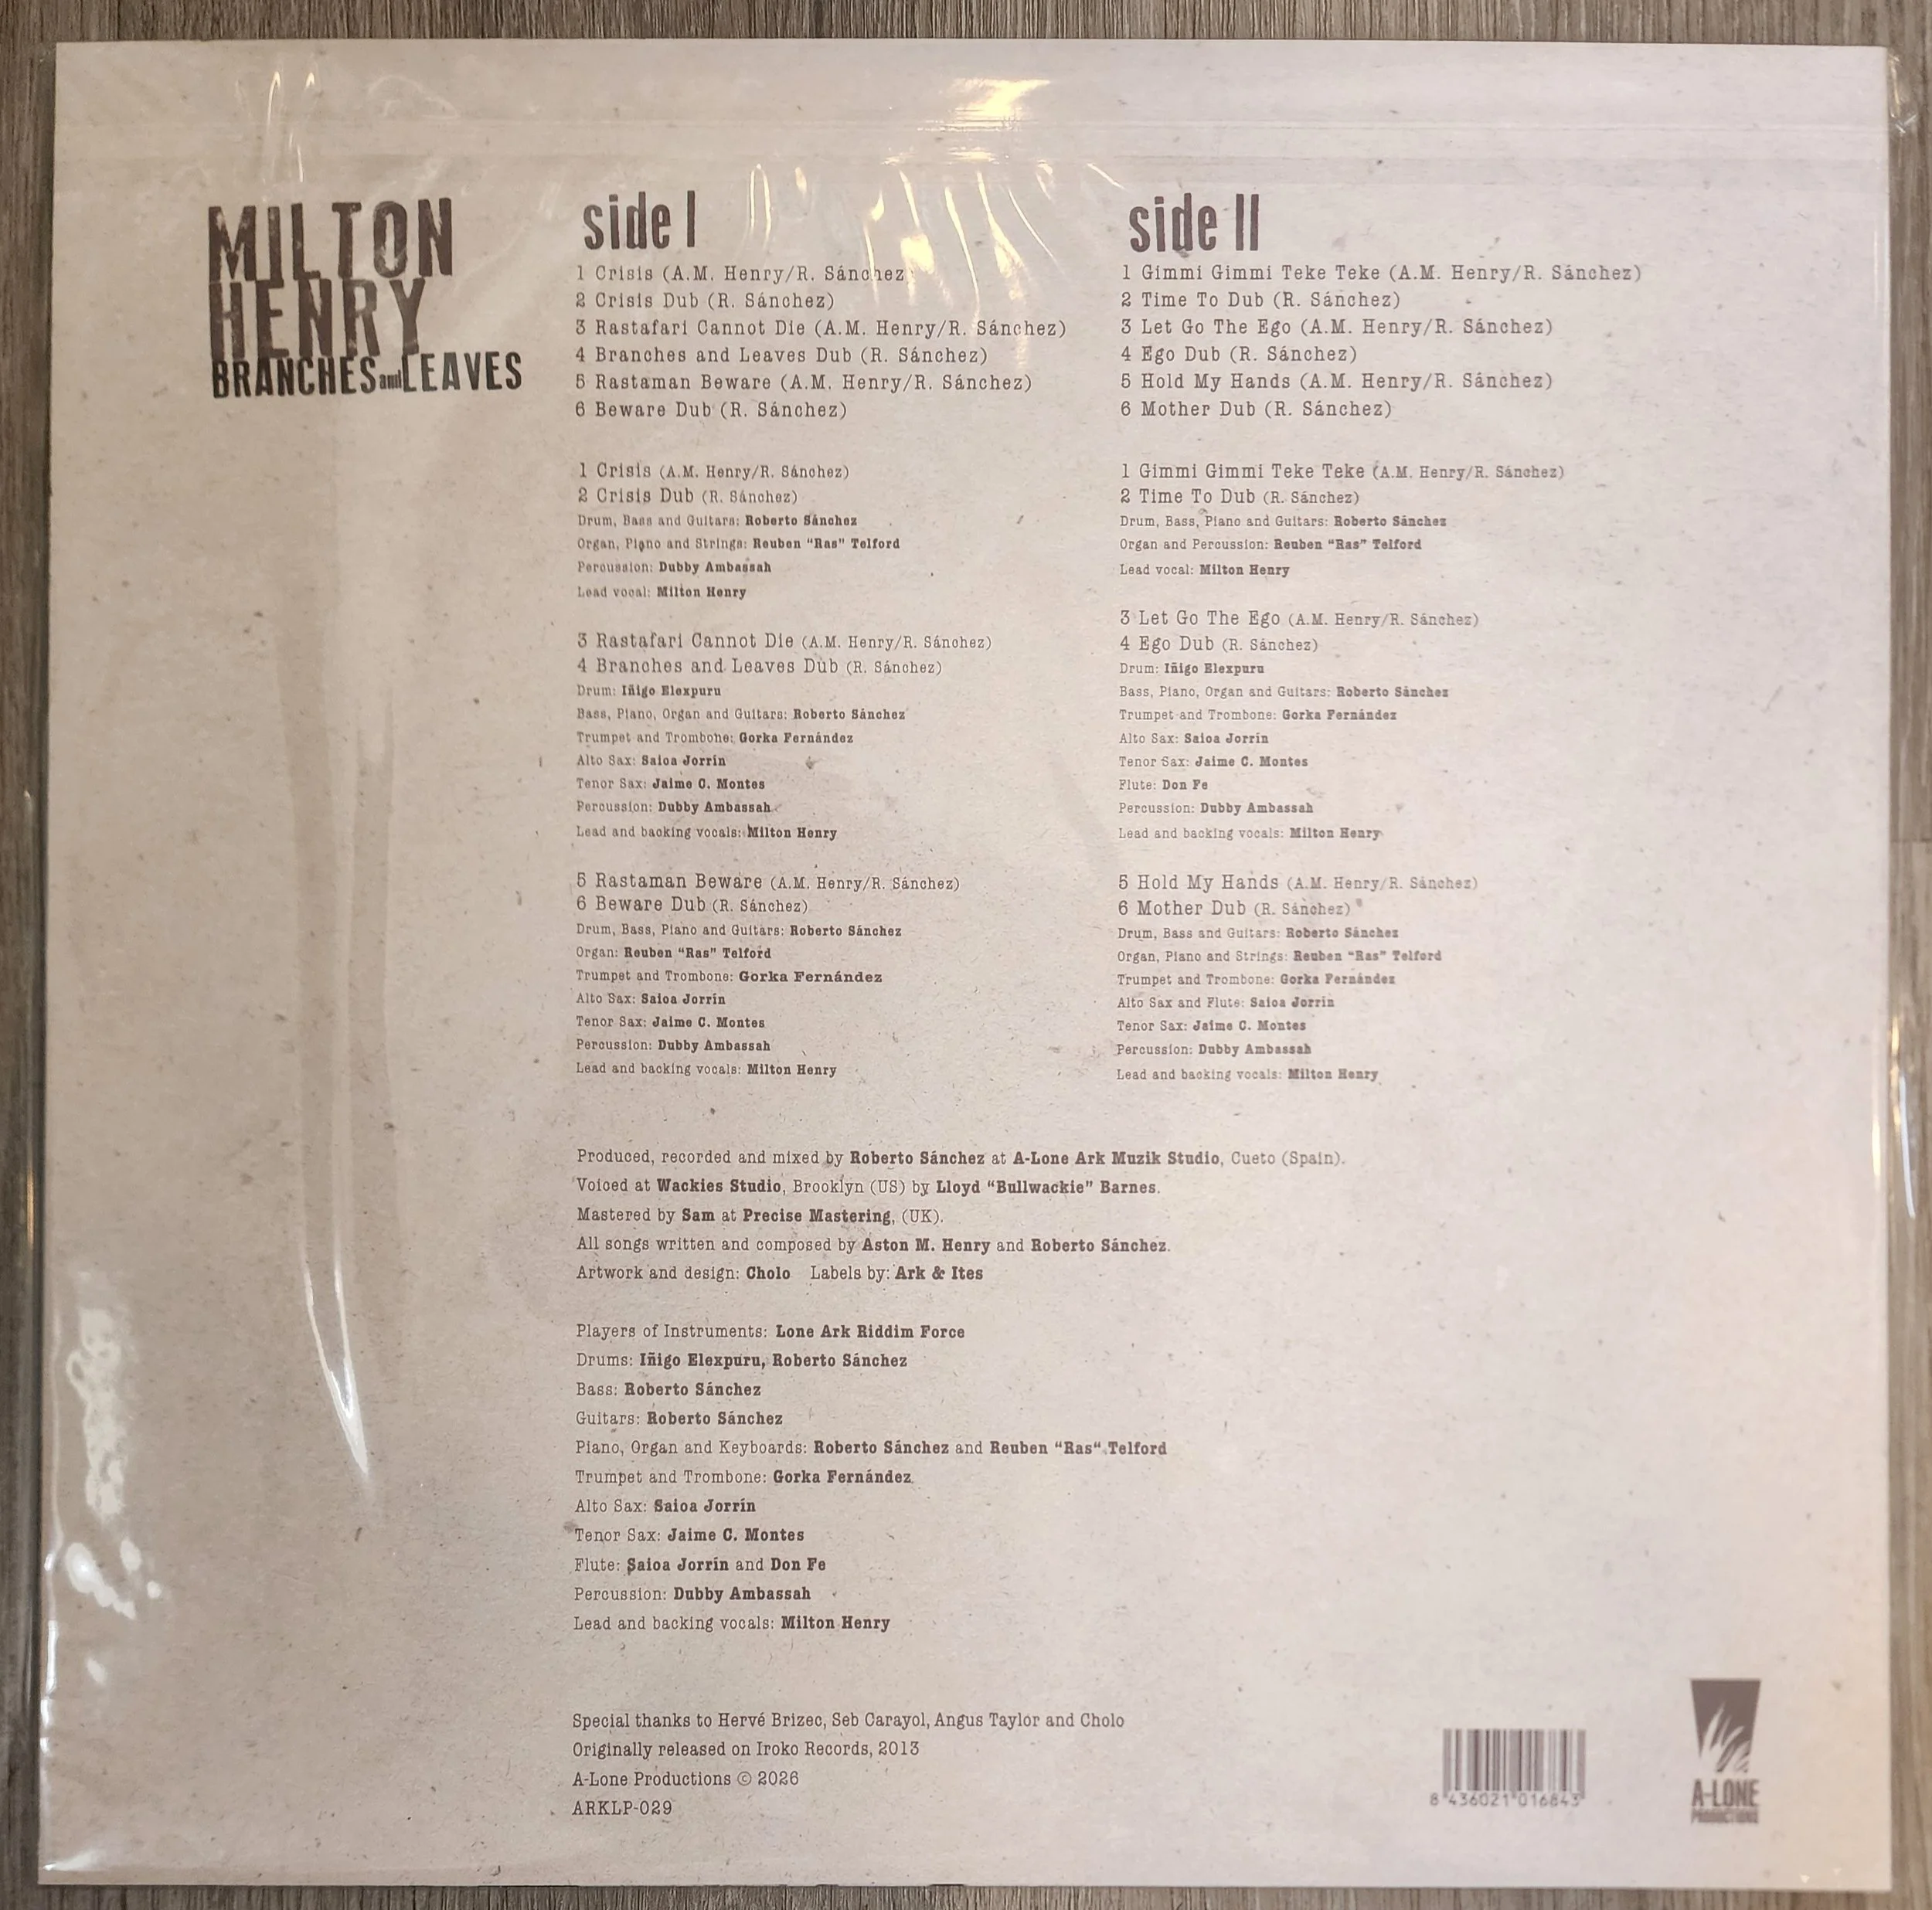 MILTON
HENRY
BRANCHES and LEAVES
side I
1 Crisis (A.M. Henry/R. Sánchez
2 Crisis Dub (R. Sánchez)
3 Rastafari Cannot Die (A.M. Henry/R. Sánchez)
4 Branches and Leaves Dub (R. Sánchez)
5 Rastaman Beware (A.M. Henry/R. Sánchez)
6 Beware Dub (R. Sánchez)
1 Crisis (A.M. Henry/R. Sánchez)
2 Crisis Dub (R. Sánchez)
Drum, Bass and Guitars: Roberto Sánchez
Organ, Piano and Strings: Reuben “Ras” Telford
Percussion: Dubby Ambassah
Lead vocal: Milton Henry
3 Rastafari Cannot Die (A.M. Henry/R. Sánchez)
4 Branches and Leaves Dub (R. Sánchez)
Drum: Iñigo Elexpuru
Bass, Piano, Organ and Guitars: Roberto Sánchez
Trumpet and Trombone: Gorka Fernández
Alto Sax: Saioa Jorrín
Tenor Sax: Jaime C. Montes
Percussion: Dubby Ambassah
Lead and backing vocals: Milton Henry
5 Rastaman Beware (A.M. Henry/R. Sánchez)
6 Beware Dub (R. Sánchez)
Drum, Bass, Piano and Guitars: Roberto Sánchez
Organ: Reuben “Ras” Telford
Trumpet and Trombone: Gorka Fernández
Alto Sax: Saioa Jorrín
Tenor Sax: Jaime C. Montes
Percussion: Dubby Ambassah
Lead and backing vocals: Milton Henry
side II
1 Gimmi Gimmi Teke Teke (A.M. Henry/R. Sánchez)
2 Time To Dub (R. Sánchez)
3 Let Go The Ego (A.M. Henry/R. Sánchez)
4 Ego Dub (R. Sánchez)
5 Hold My Hands (A.M. Henry/R. Sánchez)
6 Mother Dub (R. Sánchez)
1 Gimmi Gimmi Teke Teke (A.M. Henry/R. Sánchez)
2 Time To Dub (R. Sánchez)
Drum, Bass, Piano and Guitars: Roberto Sánchez
Organ and Percussion: Reuben “Ras” Telford
Lead vocal: Milton Henry
3 Let Go The Ego (A.M. Henry/R. Sánchez)
4 Ego Dub (R. Sánchez)
Drum: Iñigo Elexpuru
Bass, Piano, Organ and Guitars: Roberto Sánchez
Trumpet and Trombone: Gorka Fernández
Alto Sax: Saioa Jorrín
Tenor Sax: Jaime C. Montes
Flute: Don Fe
Percussion: Dubby Ambassah
Lead and backing vocals: Milton Henry
5 Hold My Hands (A.M. Henry/R. Sánchez)
6 Mother Dub (R. Sánchez)
Drum, Bass and Guitars: Roberto Sánchez
Organ, Piano and Strings: Reuben “Ras” Telford
Trumpet and Trombone: Gorka Fernández
Alto Sax and Flute: Saioa Jorrín
Tenor Sax: Jaime C. Montes
Percussion: Dubby Ambassah
Lead and backing vocals: Milton Henry
Produced, recorded and mixed by Roberto Sánchez at A-Lone Ark Muzik Studio, Cueto (Spain).
Voiced at Wackies Studio, Brooklyn (US) by Lloyd “Bullwackie” Barnes.
Mastered by Sam at Precise Mastering, (UK).
All songs written and composed by Aston M. Henry and Roberto Sánchez.
Artwork and design: Cholo Labels by: Ark & Ites
Players of Instruments: Lone Ark Riddim Force
Drums: Iñigo Elexpuru, Roberto Sánchez
Bass: Roberto Sánchez
Guitars: Roberto Sánchez
Piano, Organ and Keyboards: Roberto Sánchez and Reuben “Ras“ Telford
Trumpet and Trombone: Gorka Fernández
Alto Sax: Saioa Jorrín
Tenor Sax: Jaime C. Montes
Flute: Saioa Jorrín and Don Fe
Percussion: Dubby Ambassah
Lead and backing vocals: Milton Henry
Special thanks to Hervé Brizec, Seb Carayol, Angus Taylor and Cholo
Originally released on Iroko Records, 2013
A-Lone Productions © 2026
ARKLP-029
8 436021 016843
A-LONE
PRODUCTIONS